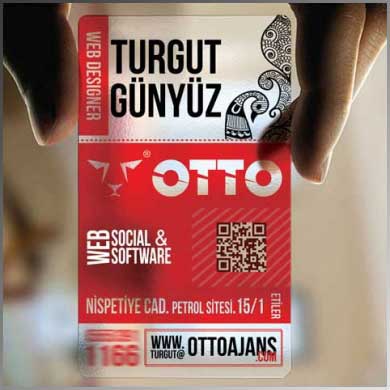 WEB DESIGNER
TURGUT
GÜNYÜZ
® OTTO
WEB
SOCIAL &
SOFTWARE
NİSPETİYE CAD. PETROL SİTESİ. 15/1
ETİLER
1166
WWW.
TURGUT@
OTTOAJANS
.COM